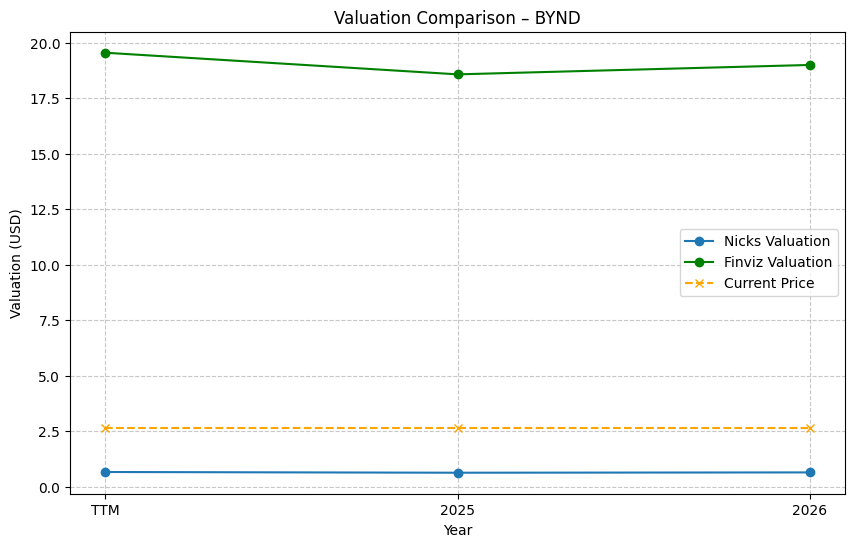 Valuation Comparison – BYND
Valuation (USD)
20.0
17.5
15.0
12.5
10.0
7.5
5.0
2.5
0.0
Nicks Valuation
Finviz Valuation
Current Price
TTM
2025
2026
Year